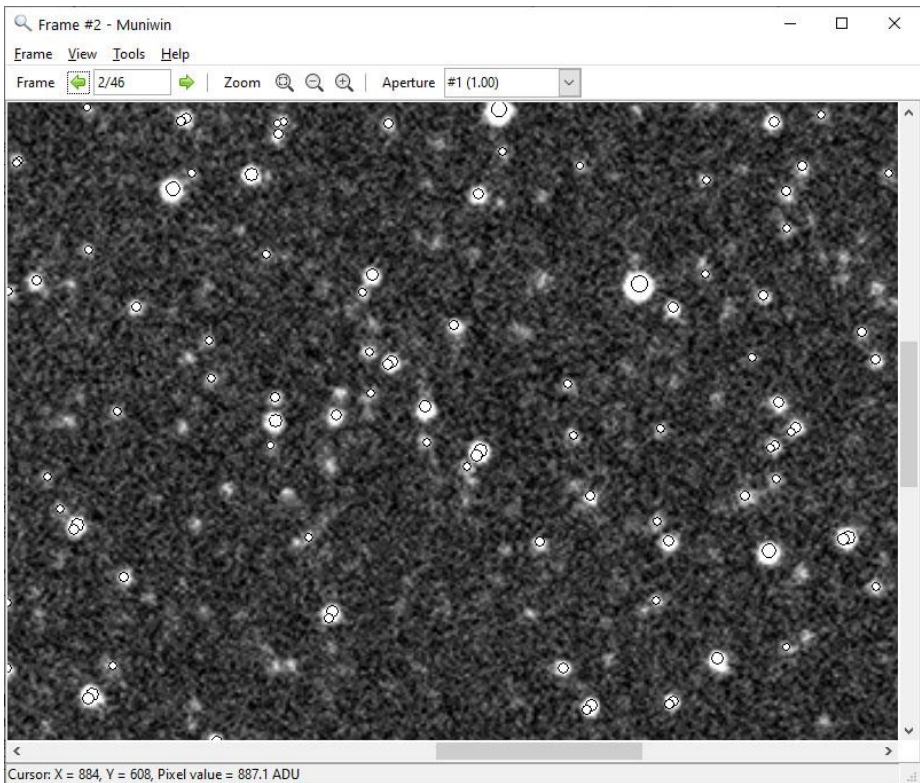 Frame #2 - Muniwin
Frame View Tools Help
Frame 2/46 Zoom Aperture #1 (1.00)
Cursor: X = 884, Y = 608, Pixel value = 887.1 ADU